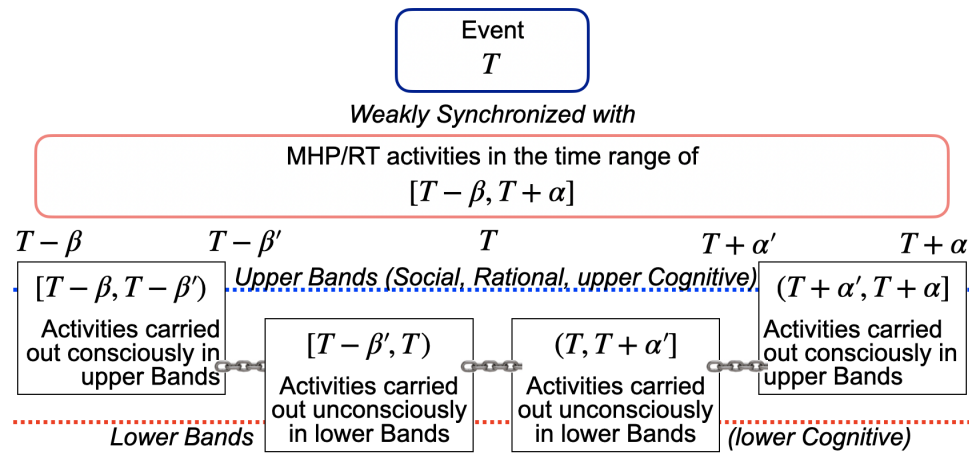 Event
T
Weakly Synchronized with
MHP/RT activities in the time range of
[T − β, T + α]
T − β
T − β′
T
T + α′
T + α
Upper Bands (Social, Rational, upper Cognitive)
[T − β, T − β′)
Activities carried
out consciously in
upper Bands
[T − β′, T)
Activities carried
out unconsciously
in lower Bands
(T, T + α′]
Activities carried
out unconsciously
in lower Bands
(T + α′, T + α]
Activities carried
out consciously in
upper Bands
Lower Bands
(lower Cognitive)